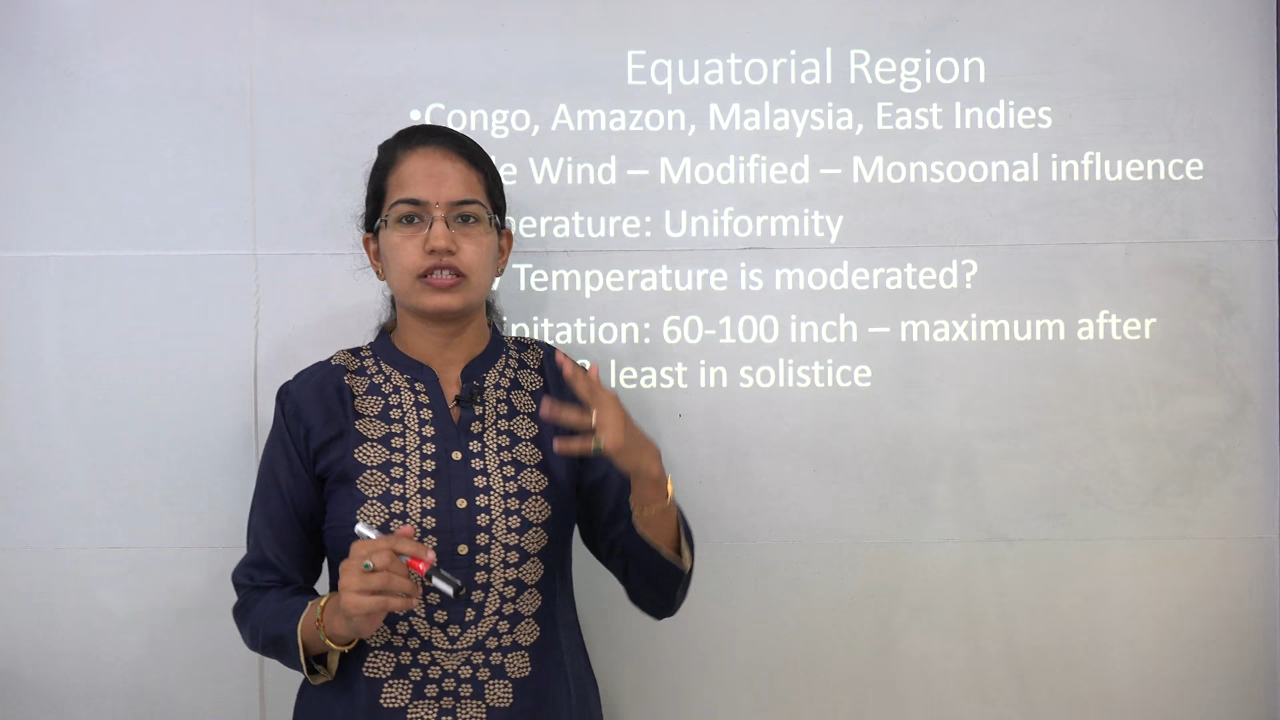 Equatorial Region
•Congo, Amazon, Malaysia, East Indies
Wind – Modified – Monsoonal influence
Uniformity
Temperature is moderated?
60-100 inch – maximum after
least in solistice